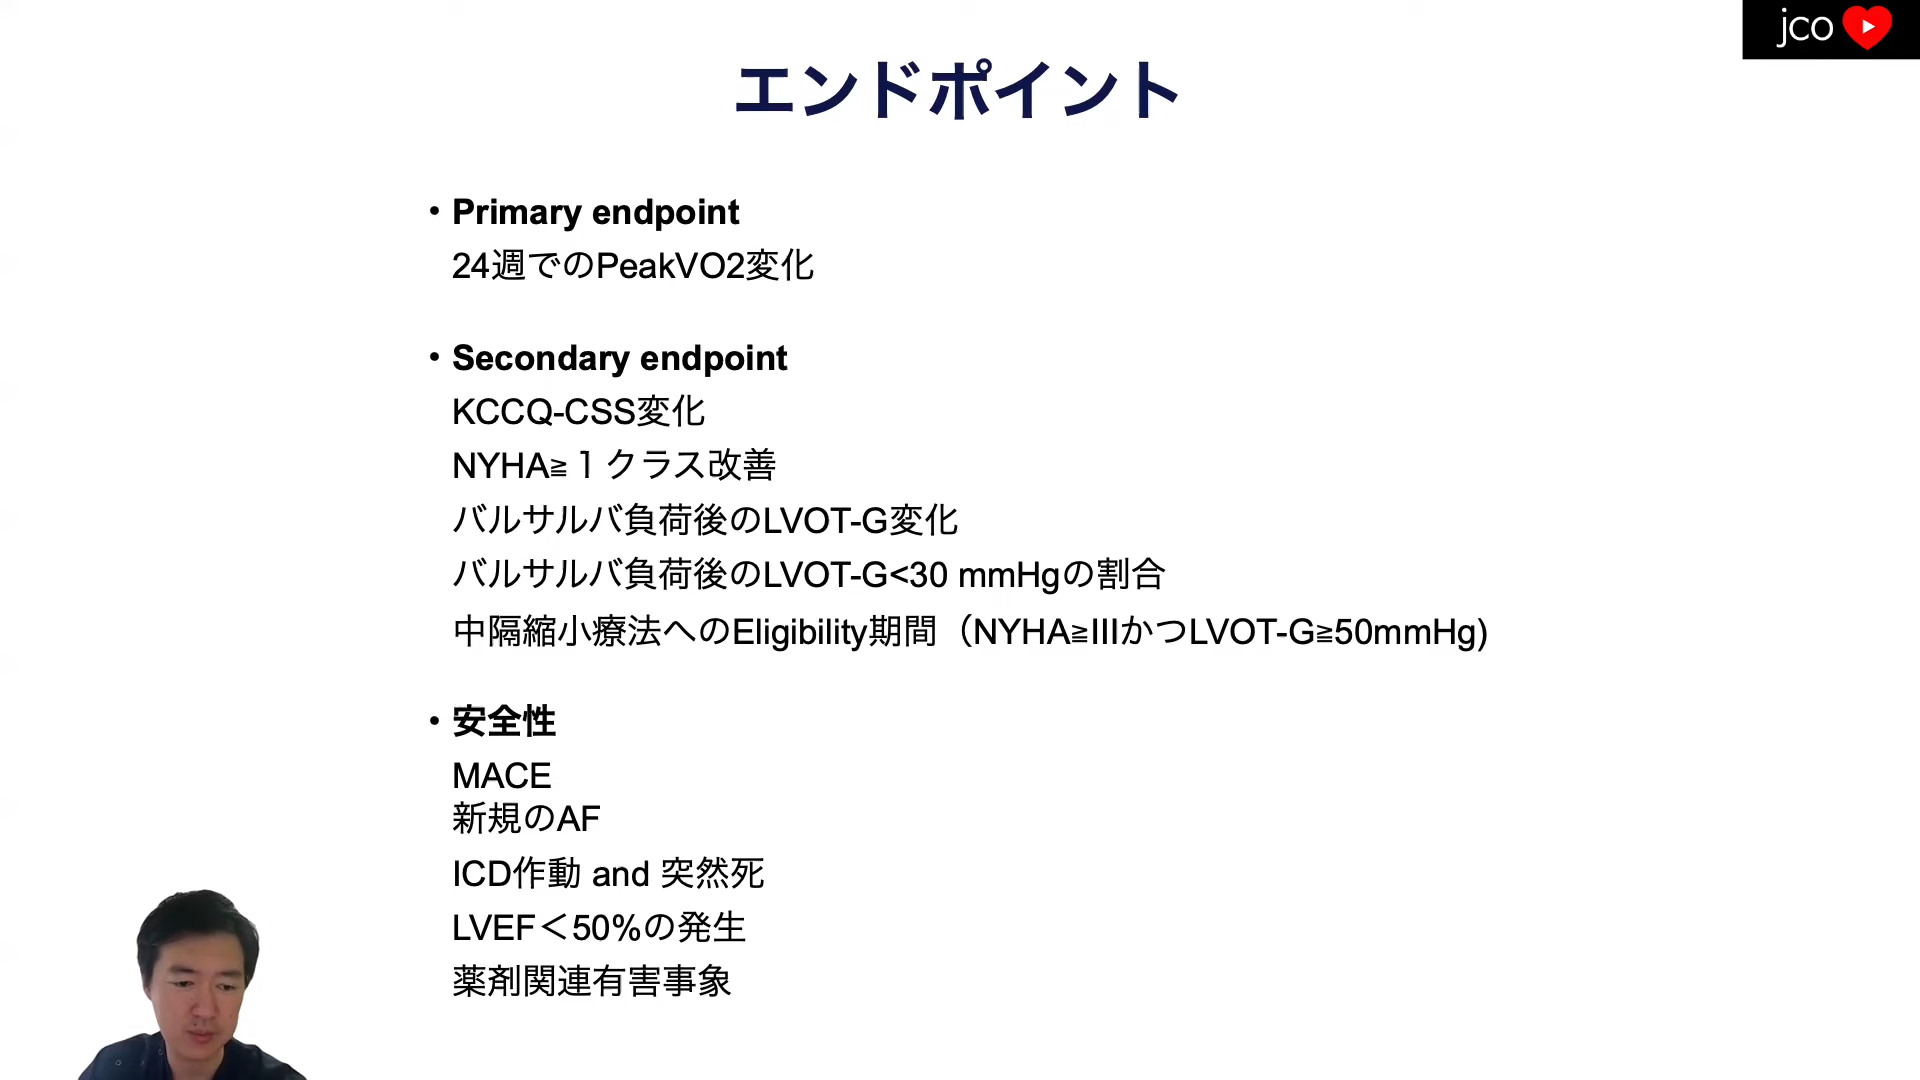 jco
エンドポイント
・Primary endpoint
24週でのPeakVO2変化
・Secondary endpoint
KCCQ-CSS変化
NYHA≧１クラス改善
バルサルバ負荷後のLVOT-G変化
バルサルバ負荷後のLVOT-G<30 mmHgの割合
中隔縮小療法へのEligibility期間（NYHA≧IIIかつLVOT-G≧50mmHg)
・安全性
MACE
新規のAF
ICD作動 and 突然死
LVEF＜50%の発生
薬剤関連有害事象